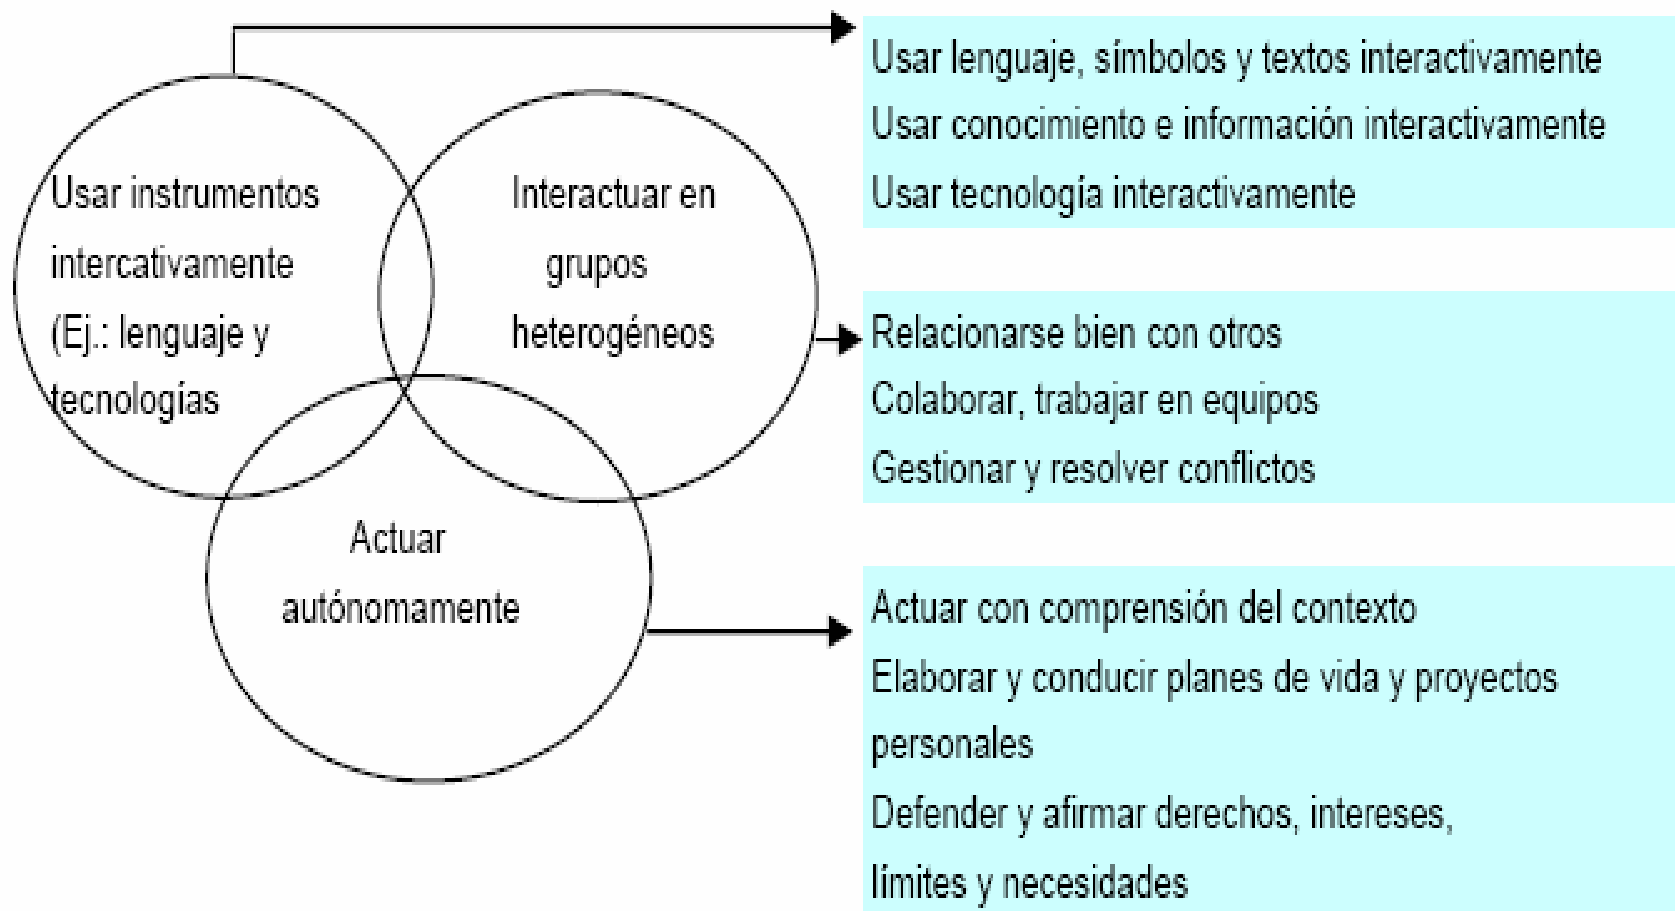 Usar instrumentos
intercativamente
(Ej.: lenguaje y
tecnologías
Interactuar en
grupos
heterogéneos
Actuar
autónomamente
Usar lenguaje, símbolos y textos interactivamente
Usar conocimiento e información interactivamente
Usar tecnología interactivamente
Relacionarse bien con otros
Colaborar, trabajar en equipos
Gestionar y resolver conflictos
Actuar con comprensión del contexto
Elaborar y conducir planes de vida y proyectos
personales
Defender y afirmar derechos, intereses,
límites y necesidades